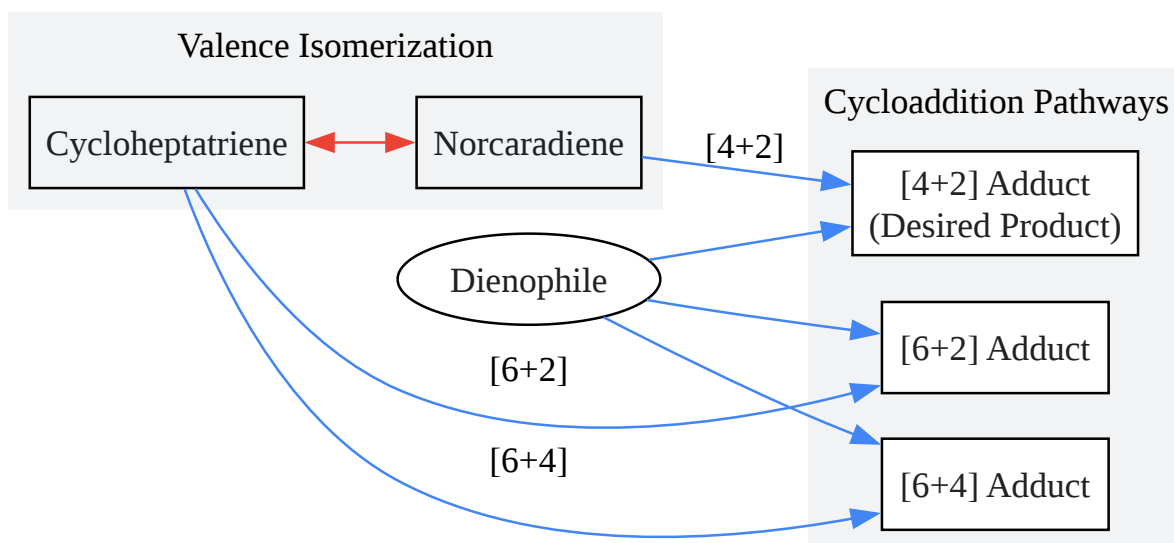 Valence Isomerization
Cycloheptatriene
Norcaradiene
Cycloaddition Pathways
[4+2]
[4+2] Adduct
(Desired Product)
Dienophile
[6+2]
[6+2] Adduct
[6+4]
[6+4] Adduct